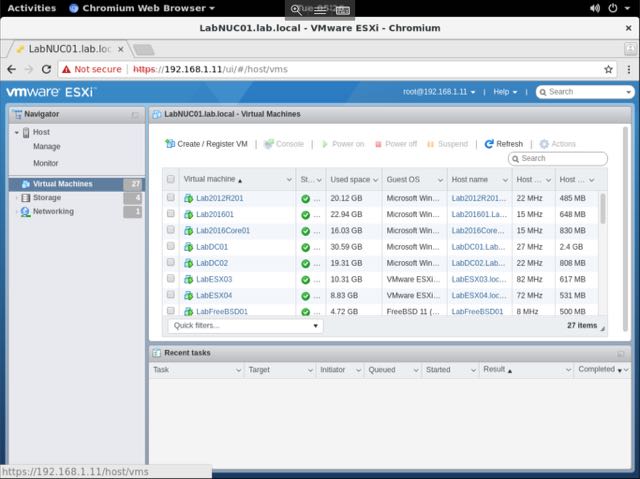 Activities Chromium Web Browser
LabNUC01.lab.local - VMware ESXi - Chromium
LabNUC01.lab.loc
Not secure https://192.168.1.11/ui/#/host/vms
vmware ESXi root@192.168.1.11 Help Search
Navigator
Host
Manage
Monitor
Virtual Machines 27
Storage 4
Networking 1
LabNUC01.lab.local - Virtual Machines
Create / Register VM Console Power on Power off Suspend Refresh Actions
Search
Virtual machine St... Used space Guest OS Host name Host ... Host ...
Lab2012R201 ... 20.12 GB Microsoft Win... Lab2012R201... 22 MHz 485 MB
Lab201601 ... 22.94 GB Microsoft Win... Lab201601.La... 15 MHz 648 MB
Lab2016Core01 ... 16.03 GB Microsoft Win... Lab2016Core... 15 MHz 830 MB
LabDC01 ... 30.59 GB Microsoft Win... LabDC01.Lab... 27 MHz 2.4 GB
LabDC02 ... 19.31 GB Microsoft Win... LabDC02.Lab... 22 MHz 808 MB
LabESX03 ... 10.31 GB VMware ESXi... LabESX03.loc... 82 MHz 617 MB
LabESX04 ... 8.83 GB VMware ESXi... LabESX04.loc... 72 MHz 531 MB
LabFreeBSD01 ... 4.72 GB FreeBSD 11 (... LabFreeBSD01 8 MHz 500 MB
Quick filters... 27 items
Recent tasks
Task Target Initiator Queued Started Result Completed
https://192.168.1.11/host/vms